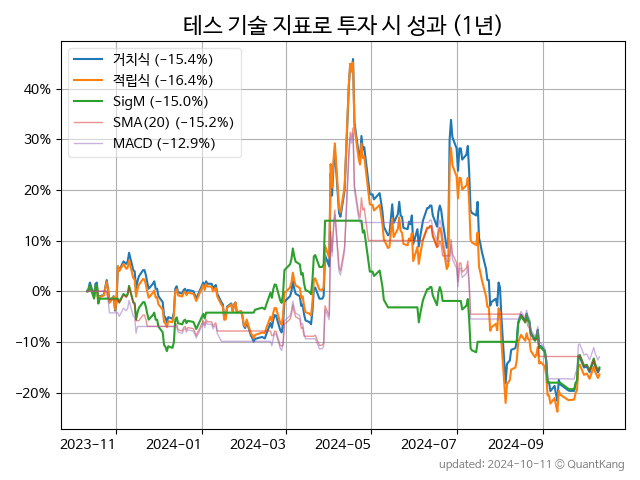 테스 기술 지표로 투자 시 성과 (1년)
거치식 (−15.4%)
적립식 (−16.4%)
SigM (−15.0%)
SMA(20) (−15.2%)
MACD (−12.9%)
40%
30%
20%
10%
0%
−10%
−20%
2023-11
2024-01
2024-03
2024-05
2024-07
2024-09
updated: 2024-10-11 © QuantKang